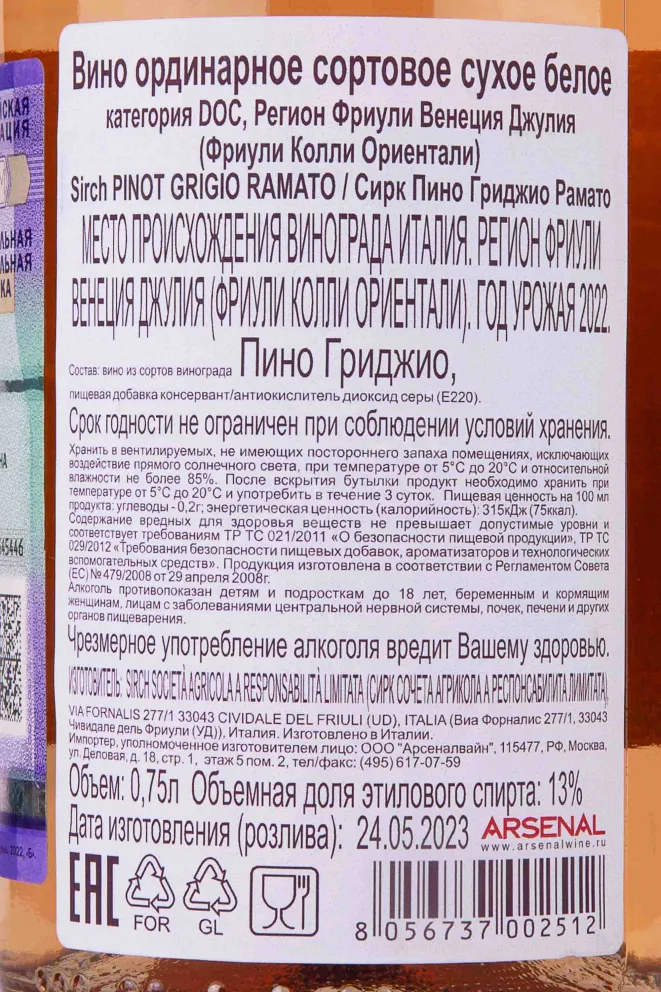 Вино ординарное сортовое сухое белое
категория DOC, Регион Фриули Венеция Джулия
(Фриули Колли Ориентали)
Sirch PINOT GRIGIO RAMATO / Сирк Пино Гриджио Рамато
МЕСТО ПРОИСХОЖДЕНИЯ ВИНОГРАДА ИТАЛИЯ. РЕГИОН ФРИУЛИ
ВЕНЕЦИЯ ДЖУЛИЯ (ФРИУЛИ КОЛЛИ ОРИЕНТАЛИ). ГОД УРОЖАЯ 2022.
Состав: вино из сортов винограда Пино Гриджио,
пищевая добавка консервант/антиокислитель диоксид серы (Е220).
Срок годности не ограничен при соблюдении условий хранения.
Хранить в вентилируемых, не имеющих постороннего запаха помещениях, исключающих
воздействие прямого солнечного света, при температуре от 5°С до 20°С и относительной
влажности не более 85%. После вскрытия бутылки продукт необходимо хранить при
температуре от 5°С до 20°С и употребить в течение 3 суток. Пищевая ценность на 100 мл
продукта: углеводы - 0,2г; энергетическая ценность (калорийность): 315кДж (75ккал).
Содержание вредных для здоровья веществ не превышает допустимые уровни и
соответствует требованиям ТР ТС 021/2011 «О безопасности пищевой продукции», ТР ТС
029/2012 «Требования безопасности пищевых добавок, ароматизаторов и технологических
вспомогательных средств». Продукция изготовлена в соответствии с Регламентом Совета
(ЕС) № 479/2008 от 29 апреля 2008г.
Алкоголь противопоказан детям и подросткам до 18 лет, беременным и кормящим
женщинам, лицам с заболеваниями центральной нервной системы, почек, печени и других
органов пищеварения.
Чрезмерное употребление алкоголя вредит Вашему здоровью.
ИЗГОТОВИТЕЛЬ: SIRCH SOCIETÀ AGRICOLA A RESPONSABILITÀ LIMITATA (СИРК СОЧЕТА АГРИКОЛА А РЕСПОНСАБИЛИТА ЛИМИТАТА),
VIA FORNALIS 277/1 33043 CIVIDALE DEL FRIULI (UD), ITALIA (Виа Форналис 277/1, 33043
Чивидале дель Фриули (УД)), Италия. Изготовлено в Италии.
Импортер, уполномоченное изготовителем лицо: ООО "Арсеналвайн", 115477, РФ, Москва,
ул. Деловая, д. 18, стр. 1, этаж 5 пом. 2, тел/факс: (495) 617-07-59
Объем: 0,75л Объемная доля этилового спирта: 13%
Дата изготовления (розлива): 24.05.2023 ARSENAL
www.arsenalwine.ru
EAC FOR GL
8 056737 002512